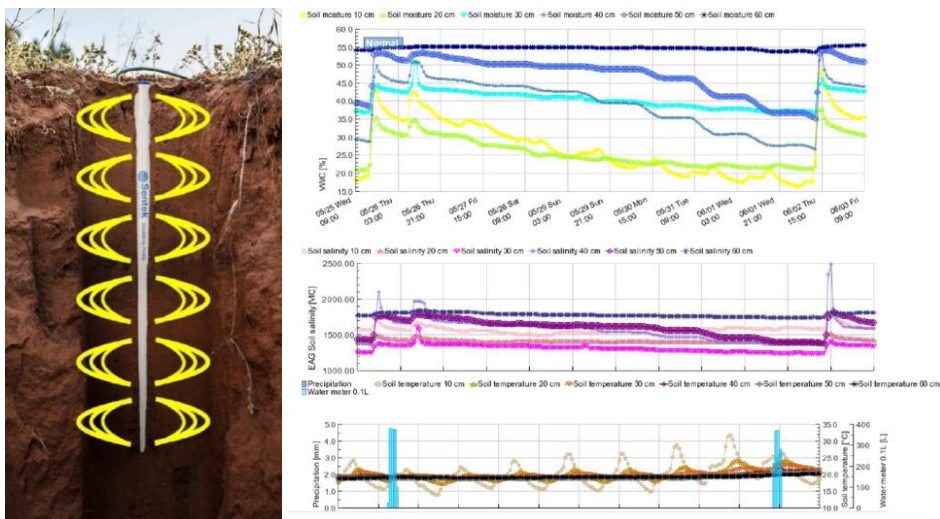 Sentek
Soil moisture 10 cm Soil moisture 20 cm Soil moisture 30 cm Soil moisture 40 cm Soil moisture 50 cm Soil moisture 60 cm
Normal
60.0
55.0
50.0
45.0
40.0
35.0
30.0
25.0
20.0
15.0
VWC [%]
05/25 Wed 09:00
05/26 Thu 03:00
05/26 Thu 21:00
05/27 Fri 15:00
05/28 Sat 09:00
05/29 Sun 03:00
05/29 Sun 21:00
05/30 Mon 15:00
05/31 Tue 09:00
06/01 Wed 03:00
06/01 Wed 21:00
06/02 Thu 15:00
06/03 Fri 09:00
Soil salinity 10 cm Soil salinity 20 cm Soil salinity 30 cm Soil salinity 40 cm Soil salinity 50 cm Soil salinity 60 cm
2500.00
2000.00
1500.00
1000.00
EAG Soil salinity [VIC]
Precipitation Soil temperature 10 cm Soil temperature 20 cm Soil temperature 30 cm Soil temperature 40 cm Soil temperature 50 cm Soil temperature 60 cm
Water meter 0.1L
5.0
4.0
3.0
2.0
1.0
0.0
Precipitation [mm]
35.0
30.0
25.0
20.0
15.0
10.0
Soil temperature [°C]
400
300
200
100
0
Water meter 0.1L [L]